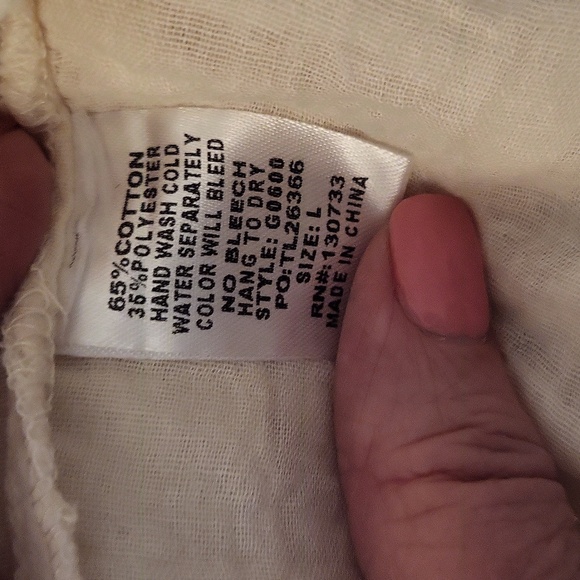 65%COTTON
35%POLYESTER
HAND WASH COLD
WATER SEPARATELY
COLOR WILL BLEED
NO BLEECH
HANG TO DRY
STYLE: G0600
PO:TL26366
SIZE: L
RN#:130733
MADE IN CHINA